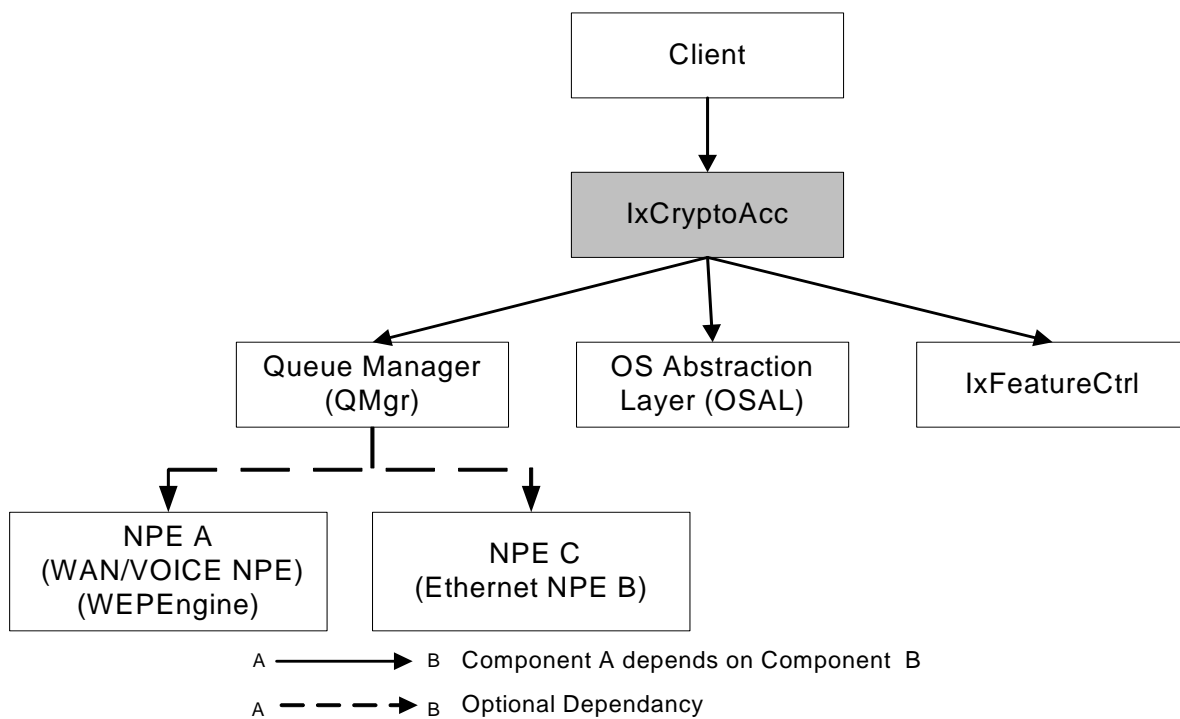 Client
IxCryptoAcc
Queue Manager
(QMgr)
OS Abstraction
Layer (OSAL)
IxFeatureCtrl
NPE A
(WAN/VOICE NPE)
(WEPEngine)
NPE C
(Ethernet NPE B)
A B Component A depends on Component B
A B Optional Dependancy